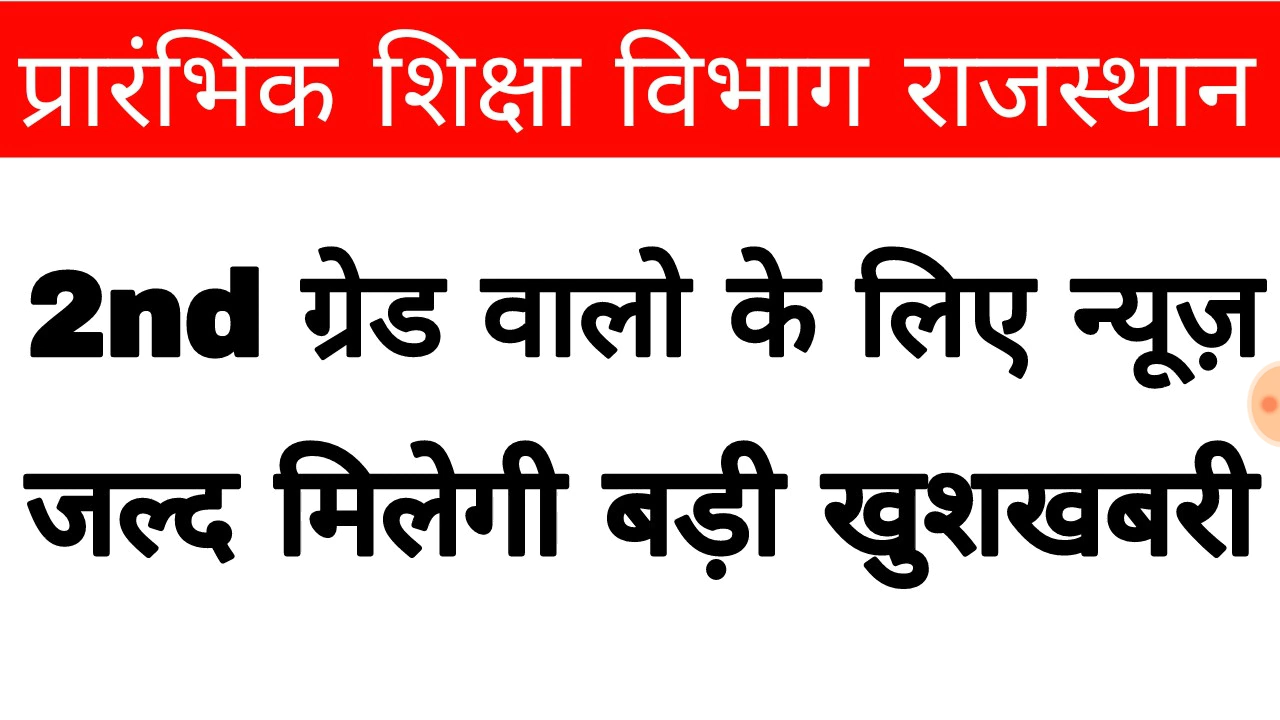 प्रारंभिक शिक्षा विभाग राजस्थान
2nd ग्रेड वालो के लिए न्यूज़
जल्द मिलेगी बड़ी खुशखबरी